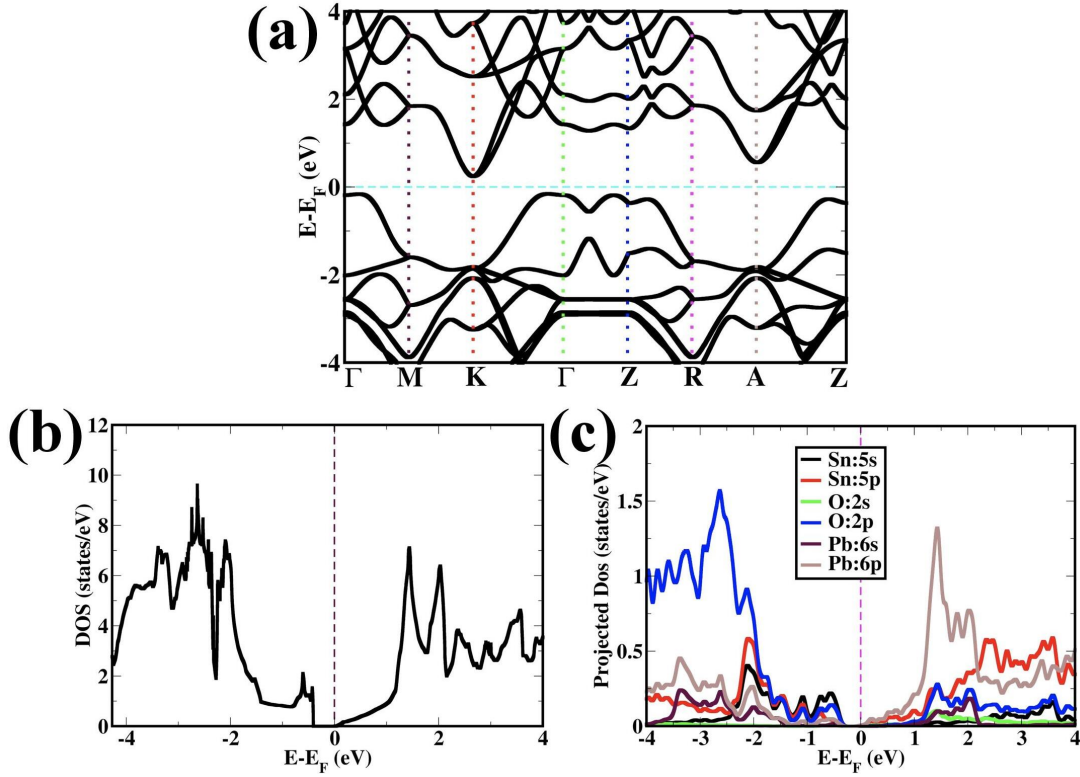 (a)
E-E_F (eV)
4
2
0
-2
-4
Γ M K Γ Z R A Z
(b)
DOS (states/eV)
12
10
8
6
4
2
0
-4 -2 0 2 4
E-E_F (eV)
(c)
Projected Dos (states/eV)
2
1.5
1
0.5
0
Sn:5s
Sn:5p
O:2s
O:2p
Pb:6s
Pb:6p
-4 -3 -2 -1 0 1 2 3 4
E-E_F (eV)